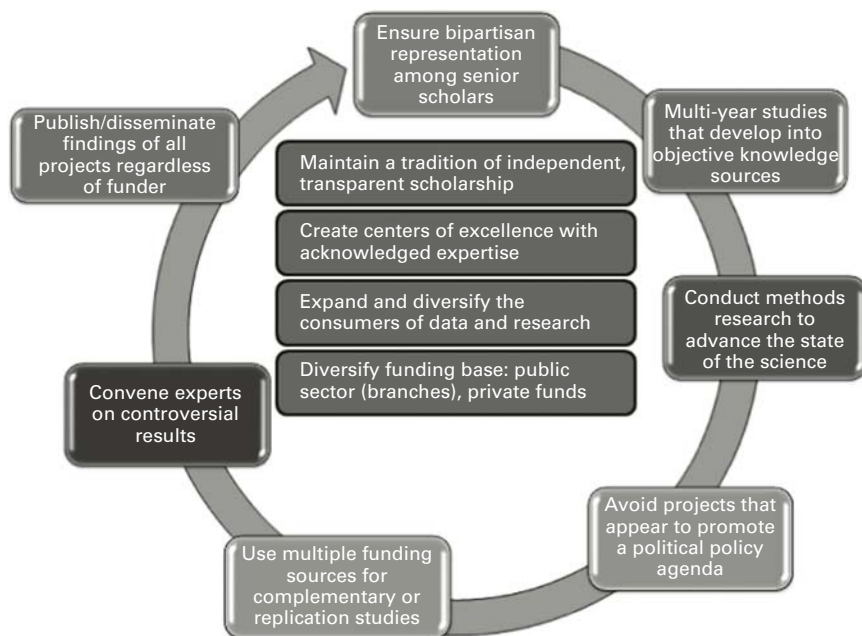 Ensure bipartisan
representation
among senior
scholars
Multi-year studies
that develop into
objective knowledge
sources
Conduct methods
research to
advance the state
of the science
Avoid projects that
appear to promote
a political policy
agenda
Use multiple funding
sources for
complementary or
replication studies
Convene experts
on controversial
results
Publish/disseminate
findings of all
projects regardless
of funder
Maintain a tradition of independent,
transparent scholarship
Create centers of excellence with
acknowledged expertise
Expand and diversify the
consumers of data and research
Diversify funding base: public
sector (branches), private funds